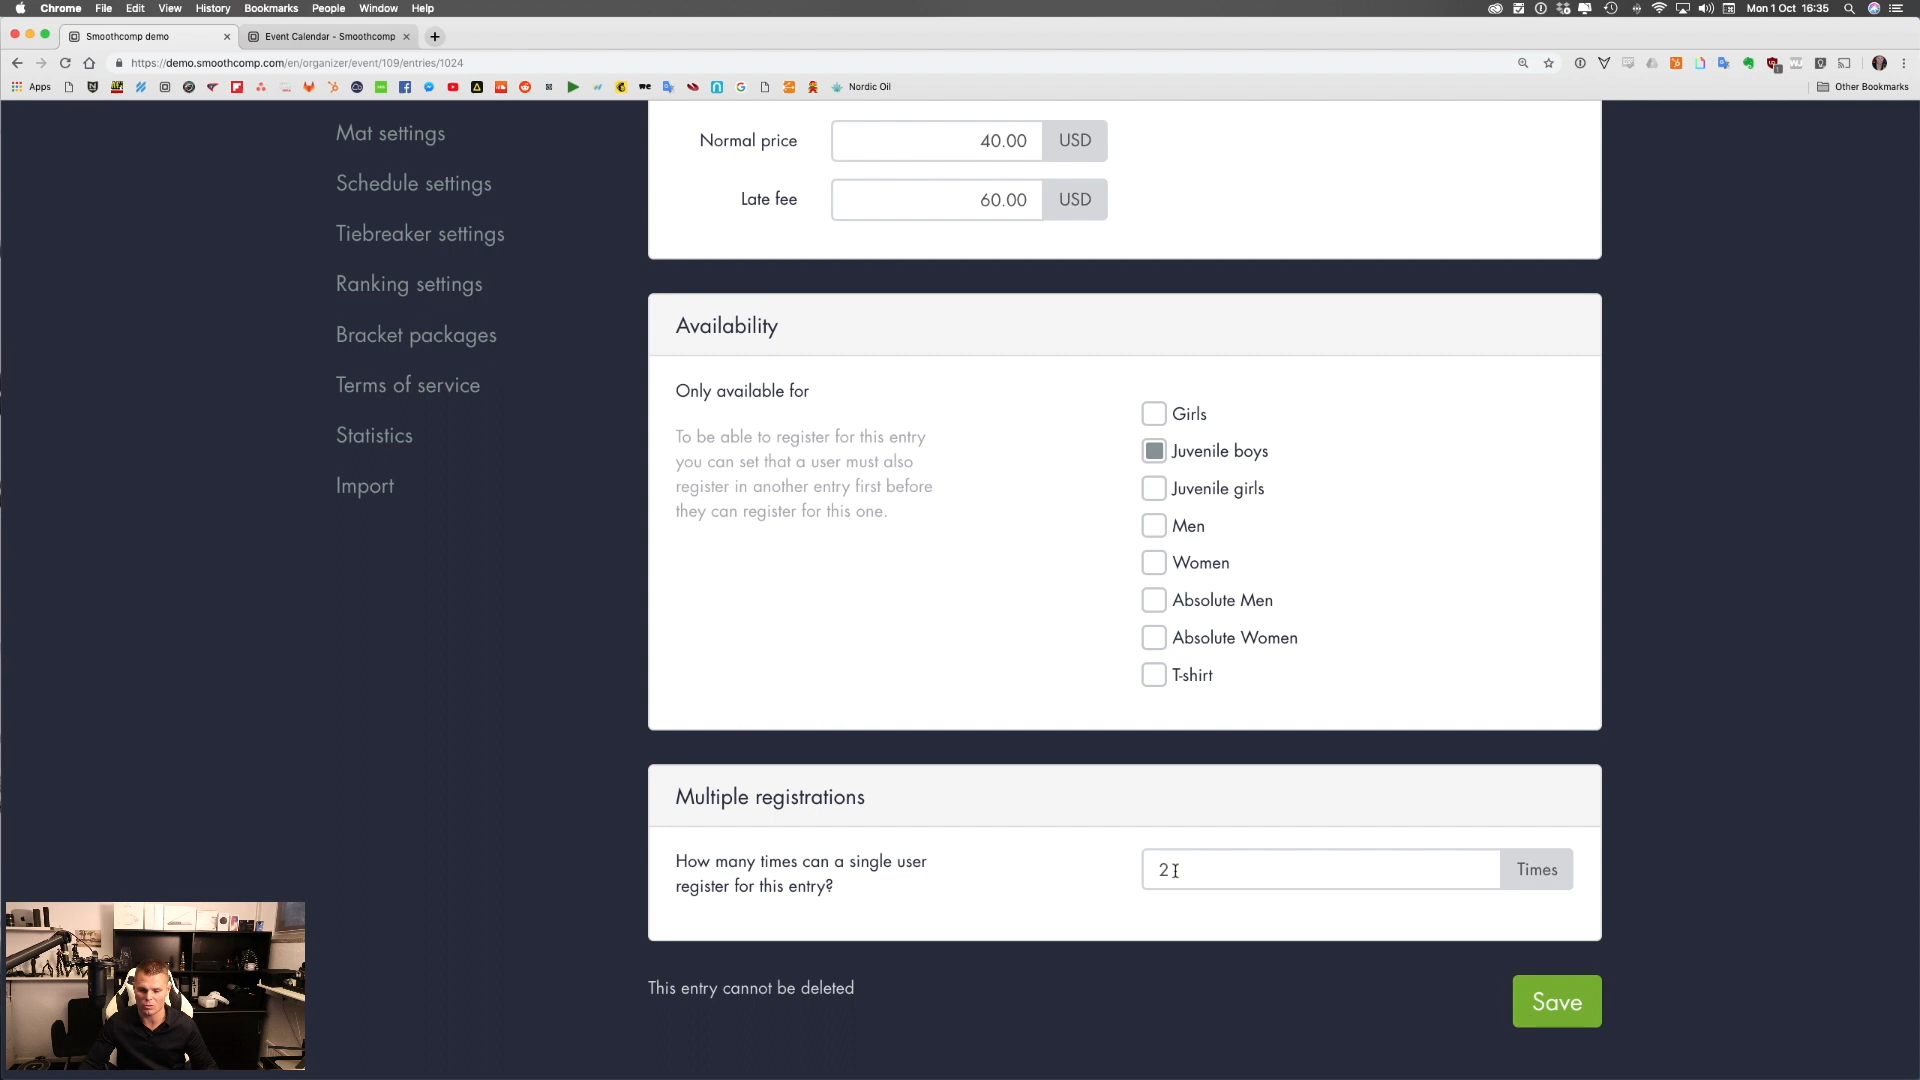 Chrome File Edit View History Bookmarks People Window Help
Mon 1 Oct 16:35
Smoothcomp demo
Event Calendar - Smoothcomp
https://demo.smoothcomp.com/en/organizer/event/109/entries/1024
Apps
Nordic Oil
Other Bookmarks
Mat settings
Schedule settings
Tiebreaker settings
Ranking settings
Bracket packages
Terms of service
Statistics
Import
Normal price 40.00 USD
Late fee 60.00 USD
Availability
Only available for
To be able to register for this entry
you can set that a user must also
register in another entry first before
they can register for this one.
Girls
Juvenile boys
Juvenile girls
Men
Women
Absolute Men
Absolute Women
T-shirt
Multiple registrations
How many times can a single user
register for this entry?
2 Times
This entry cannot be deleted
Save